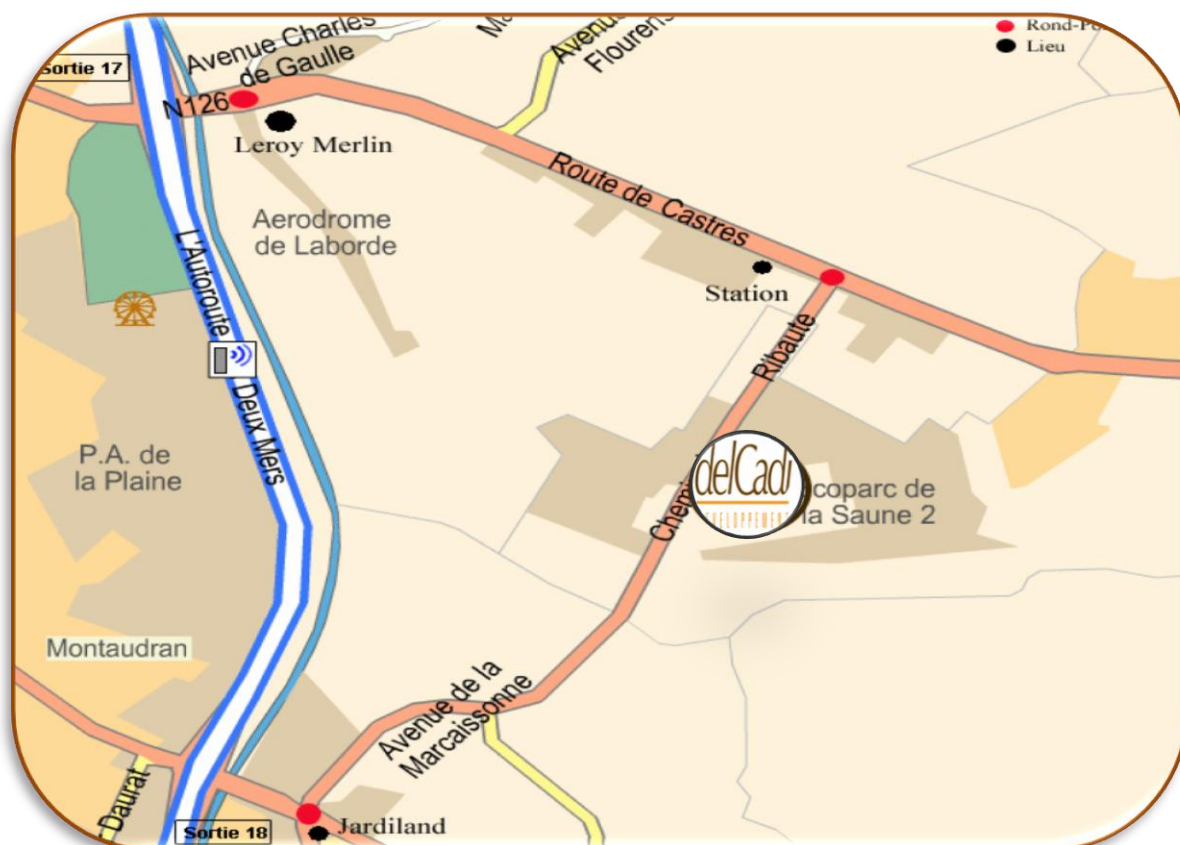 Avenue Charles
de Gaulle
Avenue
Flourens
Rond-Po
Lieu
Sortie 17
N126
Leroy Merlin
Route de Castres
Aerodrome
de Laborde
L'Autoroute
Deux Mers
Station
Ribaute
P.A. de
la Plaine
delCad
coparc de
la Saune 2
Chemi
Montaudran
Avenue de la
Marcaissonne
Daurat
Sortie 18
Jardiland